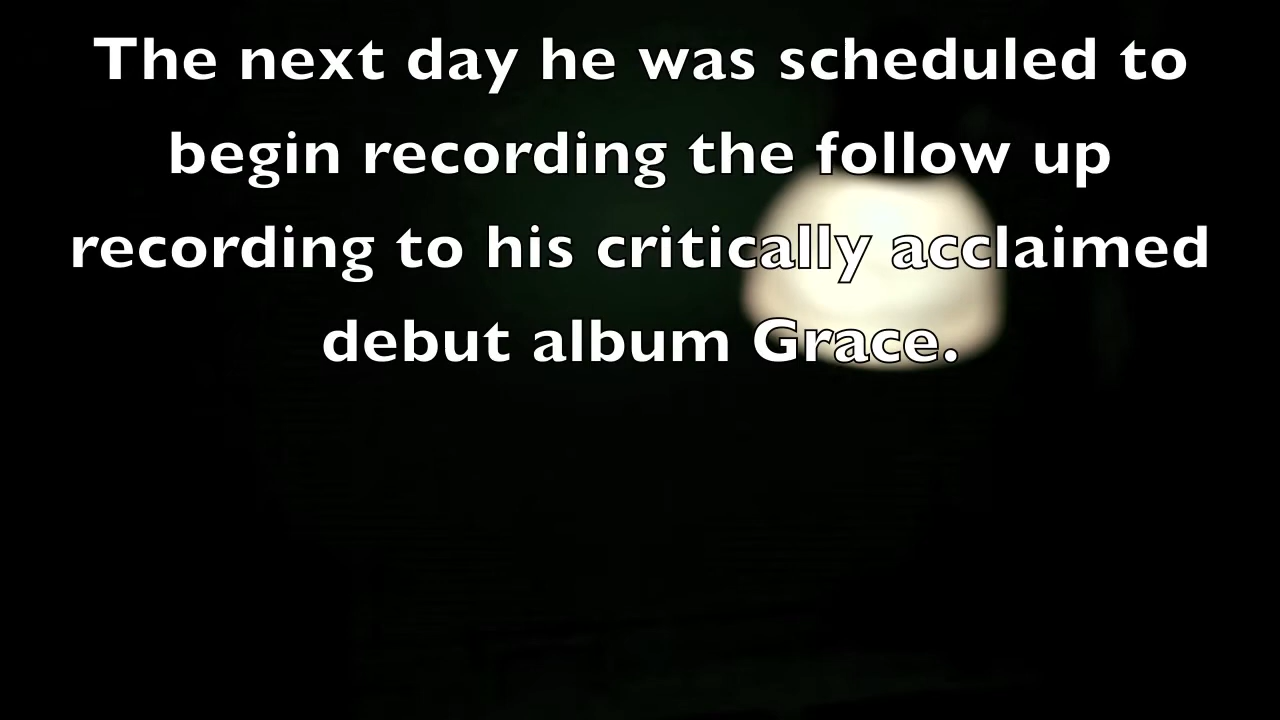 The next day he was scheduled to
begin recording the follow up
recording to his critically acclaimed
debut album Grace.